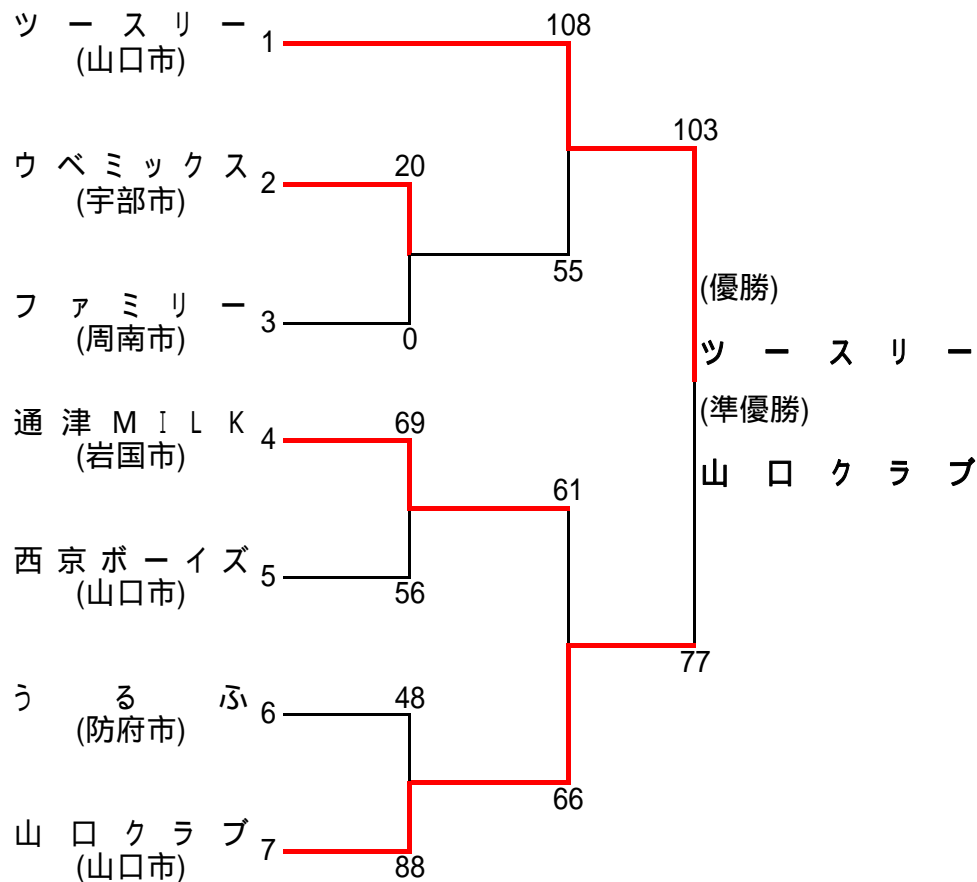 ツースリー
(山口市)
1
108
103
ウベミックス
(宇部市)
2
20
55
ファミリー
(周南市)
3
0
(優勝)
ツースリー
(準優勝)
山口クラブ
通津MILK
(岩国市)
4
69
61
西京ボーイズ
(山口市)
5
56
77
うるふ
(防府市)
6
48
66
山口クラブ
(山口市)
7
88